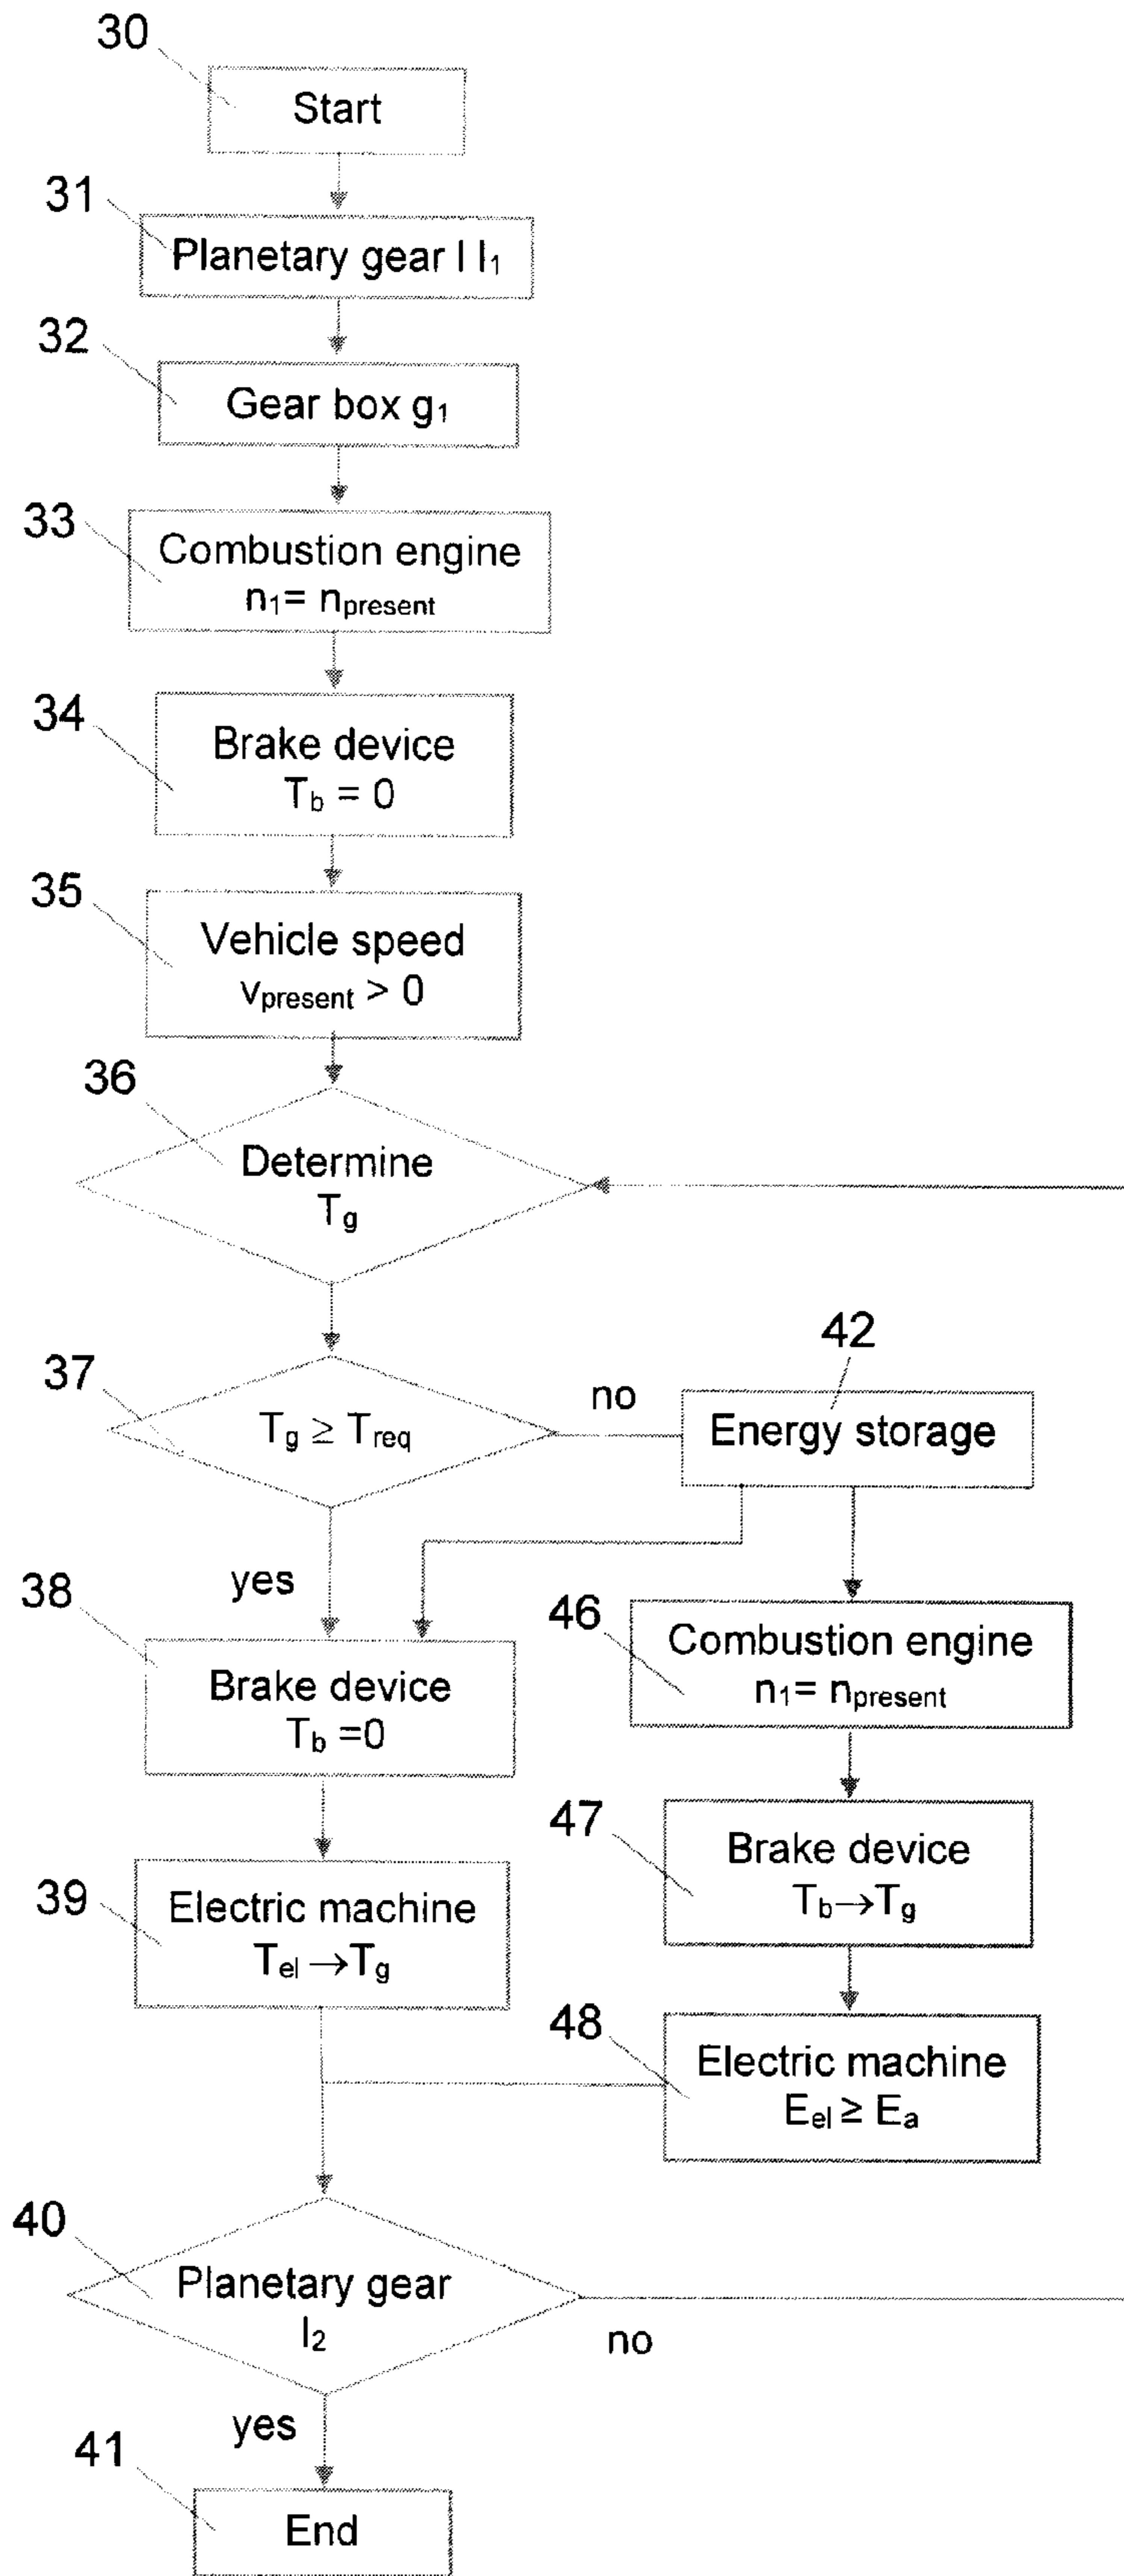 30
Start
31
Planetary gear I I₁
32
Gear box g₁
33
Combustion engine
n₁= n_present
34
Brake device
T_b = 0
35
Vehicle speed
v_present > 0
36
Determine
T_g
37
T_g ≥ T_req
no
42
Energy storage
yes
38
Brake device
T_b =0
46
Combustion engine
n₁= n_present
47
Brake device
T_b→T_g
39
Electric machine
T_el →T_g
48
Electric machine
E_el ≥ E_a
40
Planetary gear
I₂
no
yes
41
End